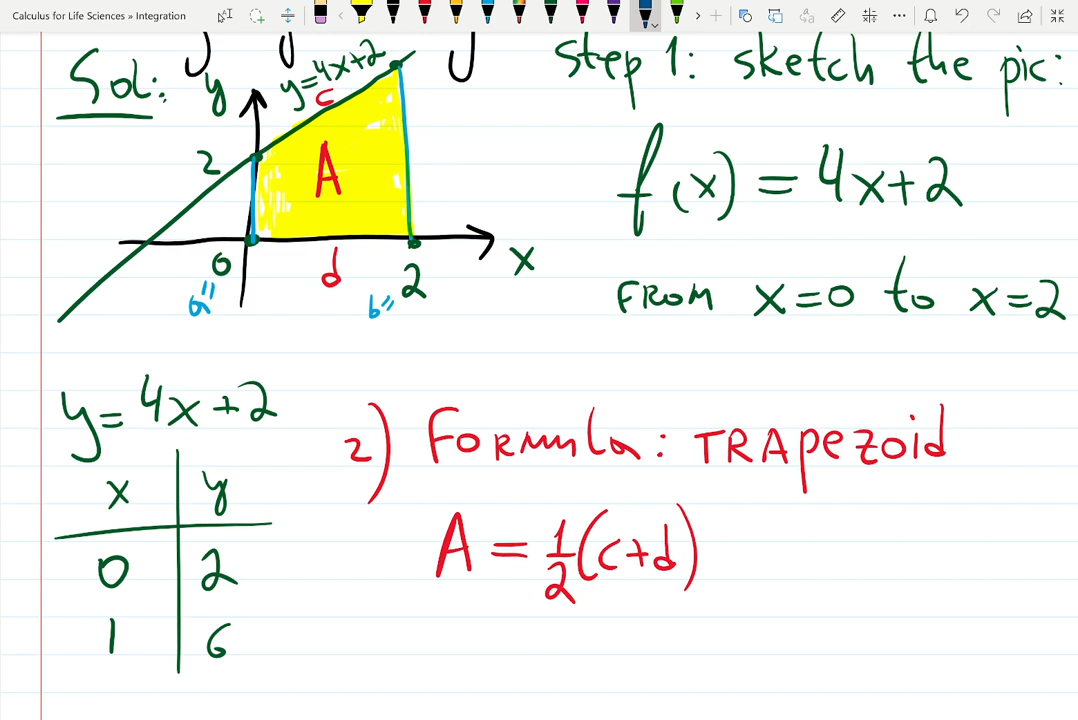 Calculus for Life Sciences » Integration
Sol:
Step 1: sketch the pic:
y
y=4x+2
c
2
A
f(x) = 4x+2
0
d
2
x
a"
b"
FROM x=0 to x=2
y=4x+2
2) FORMULA: TRAPEZOID
x y
A = 1/2(c+d)
0 2
1 6